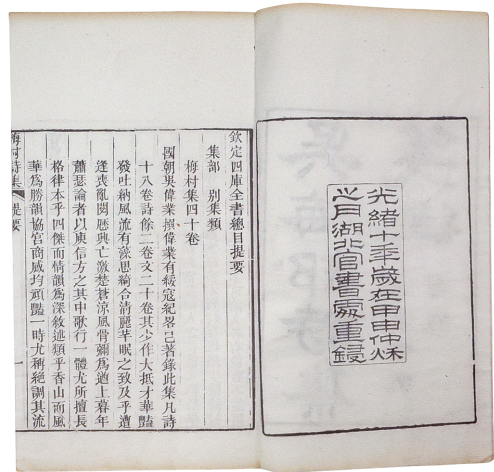 光緒十年歲在甲申仲秌
之月湖北官書處重鋟
欽定四庫全書總目提要
集部 別集類
梅村集四十卷
國朝吳偉業撰偉業有綏寇紀畧已著錄此集凡詩
十八卷詩餘二卷文二十卷其少作大抵才華豔
發吐納風流有藻思綺合清麗芊眠之致及乎遭
逢喪亂閱歷興亡激楚蒼涼風骨彌爲遒上暮年
蕭瑟論者以庾信方之其中歌行一體尤所擅長
格律本乎四傑而情韻爲深敘述類乎香山而風
華爲勝韻協宮商感均頑豔一時尤稱絕調其流
梅村詩集 提要 一